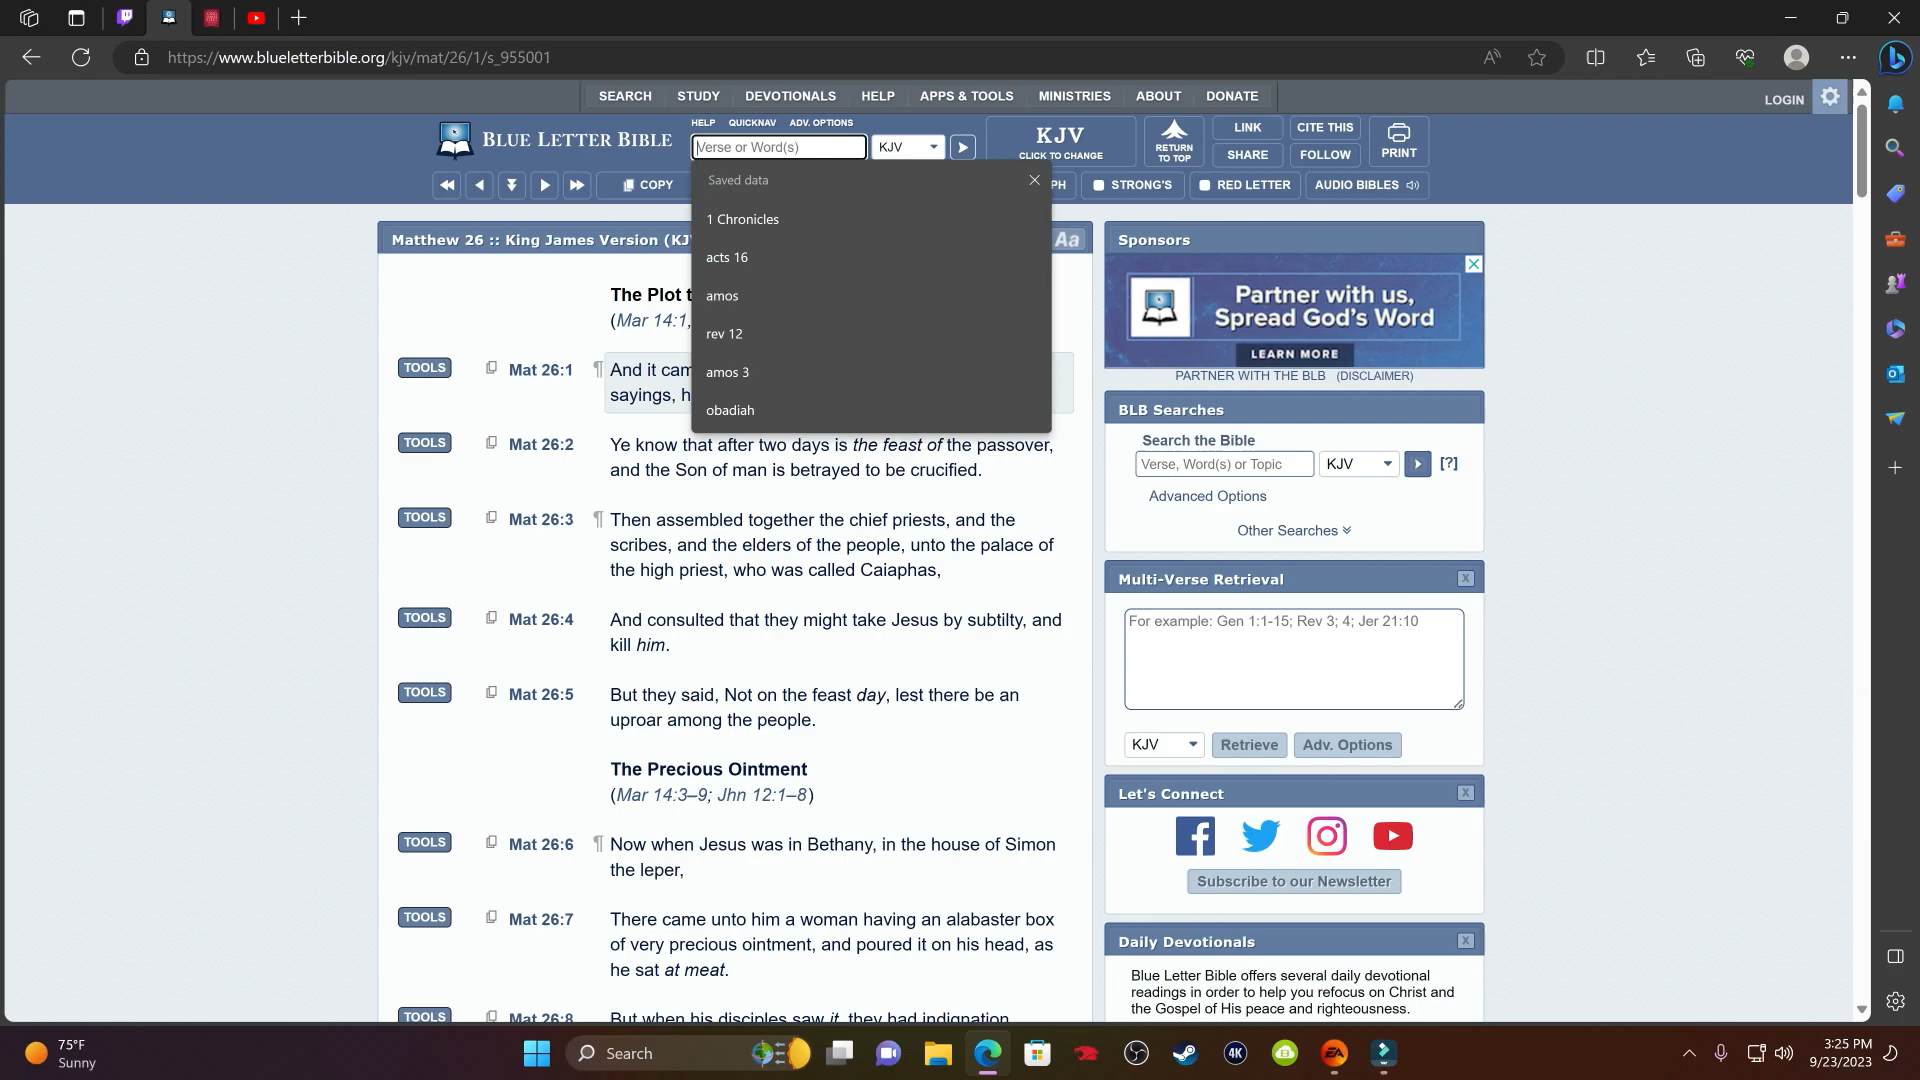 https://www.blueletterbible.org/kjv/mat/26/1/s_955001
SEARCH STUDY DEVOTIONALS HELP APPS & TOOLS MINISTRIES ABOUT DONATE
LOGIN
BLUE LETTER BIBLE
HELP QUICKNAV ADV. OPTIONS
Verse or Word(s)
KJV
KJV
CLICK TO CHANGE
RETURN
TO TOP
LINK
CITE THIS
SHARE
FOLLOW
PRINT
COPY
PH
STRONG'S
RED LETTER
AUDIO BIBLES
Saved data
1 Chronicles
acts 16
amos
rev 12
amos 3
obadiah
Matthew 26 :: King James Version (KJ
Aa
The Plot t
(Mar 14:1,
TOOLS Mat 26:1 ¶ And it cam
sayings, h
TOOLS Mat 26:2 Ye know that after two days is the feast of the passover,
and the Son of man is betrayed to be crucified.
TOOLS Mat 26:3 ¶ Then assembled together the chief priests, and the
scribes, and the elders of the people, unto the palace of
the high priest, who was called Caiaphas,
TOOLS Mat 26:4 And consulted that they might take Jesus by subtilty, and
kill him.
TOOLS Mat 26:5 But they said, Not on the feast day, lest there be an
uproar among the people.
The Precious Ointment
(Mar 14:3–9; Jhn 12:1–8)
TOOLS Mat 26:6 ¶ Now when Jesus was in Bethany, in the house of Simon
the leper,
TOOLS Mat 26:7 There came unto him a woman having an alabaster box
of very precious ointment, and poured it on his head, as
he sat at meat.
TOOLS Mat 26:8 But when his disciples saw it, they had indignation
Sponsors
Partner with us,
Spread God's Word
LEARN MORE
PARTNER WITH THE BLB (DISCLAIMER)
BLB Searches
Search the Bible
Verse, Word(s) or Topic
KJV
[?]
Advanced Options
Other Searches
Multi-Verse Retrieval
X
For example: Gen 1:1-15; Rev 3; 4; Jer 21:10
KJV
Retrieve
Adv. Options
Let's Connect
X
Subscribe to our Newsletter
Daily Devotionals
X
Blue Letter Bible offers several daily devotional
readings in order to help you refocus on Christ and
the Gospel of His peace and righteousness.
75°F
Sunny
Search
4K
EA
3:25 PM
9/23/2023